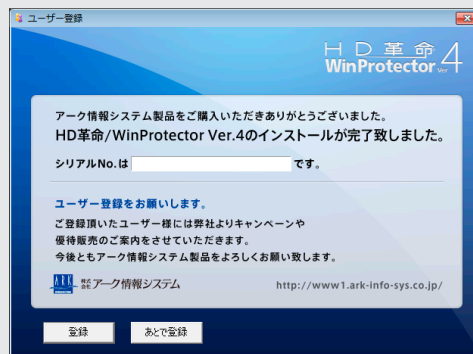 ユーザー登録
HD革命
WinProtector Ver 4
アーク情報システム製品をご購入いただきありがとうございました。
HD革命/WinProtector Ver.4のインストールが完了致しました。
シリアルNo.は です。
ユーザー登録をお願いします。
ご登録頂いたユーザー様には弊社よりキャンペーンや
優待販売のご案内をさせていただきます。
今後ともアーク情報システム製品をよろしくお願い致します。
ARK 株式会社アーク情報システム http://www1.ark-info-sys.co.jp/
登録 あとで登録